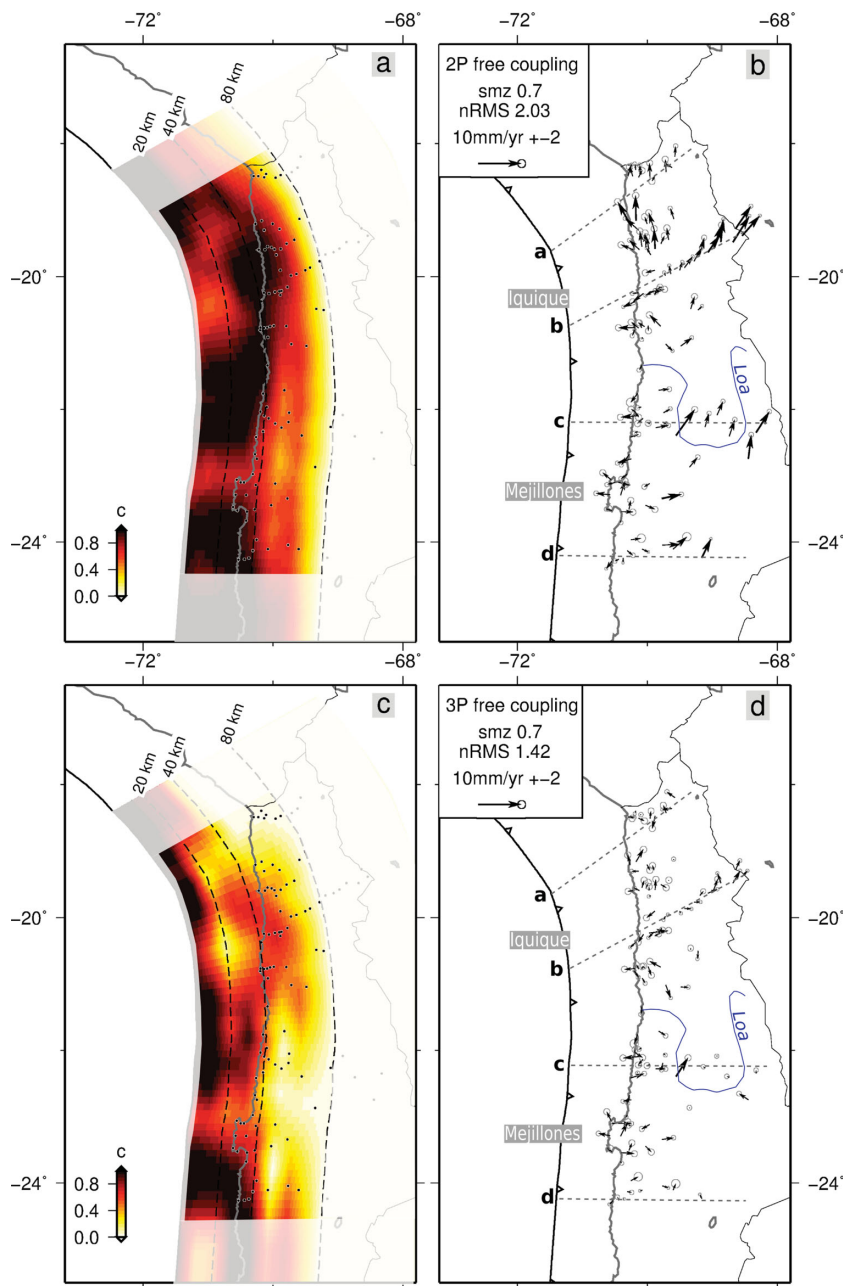 −72° −68°
a
20 km
40 km
80 km
−20°
−24°
c
0.8
0.4
0.0
−72° −68°
b
2P free coupling
smz 0.7
nRMS 2.03
10mm/yr +−2
a
Iquique
b
Loa
c
Mejillones
d
−20°
−24°
−72° −68°
c
20 km
40 km
80 km
−20°
−24°
c
0.8
0.4
0.0
−72° −68°
d
3P free coupling
smz 0.7
nRMS 1.42
10mm/yr +−2
a
Iquique
b
Loa
c
Mejillones
d
−20°
−24°